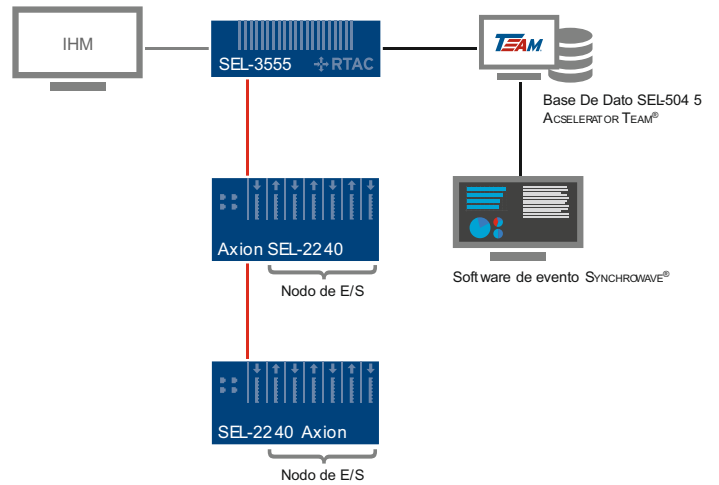 IHM
SEL-3555 RTAC
TEAM
Base De Dato SEL-504 5
ACSELERATOR TEAM®
Axion SEL-2240
Nodo de E/S
Software de evento SYNCHROWAVE®
SEL-2240 Axion
Nodo de E/S